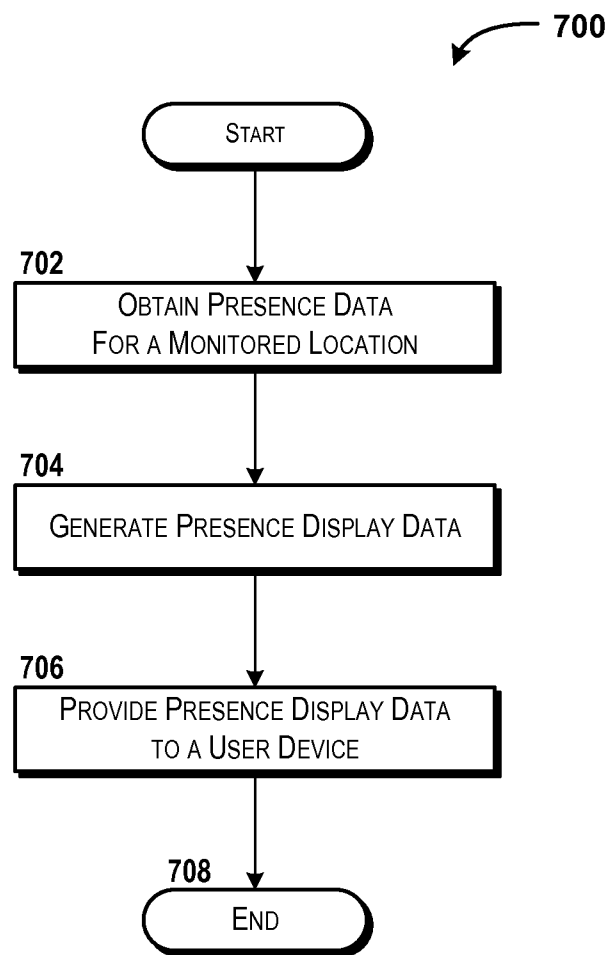 700
START
702
OBTAIN PRESENCE DATA
FOR A MONITORED LOCATION
704
GENERATE PRESENCE DISPLAY DATA
706
PROVIDE PRESENCE DISPLAY DATA
TO A USER DEVICE
708
END